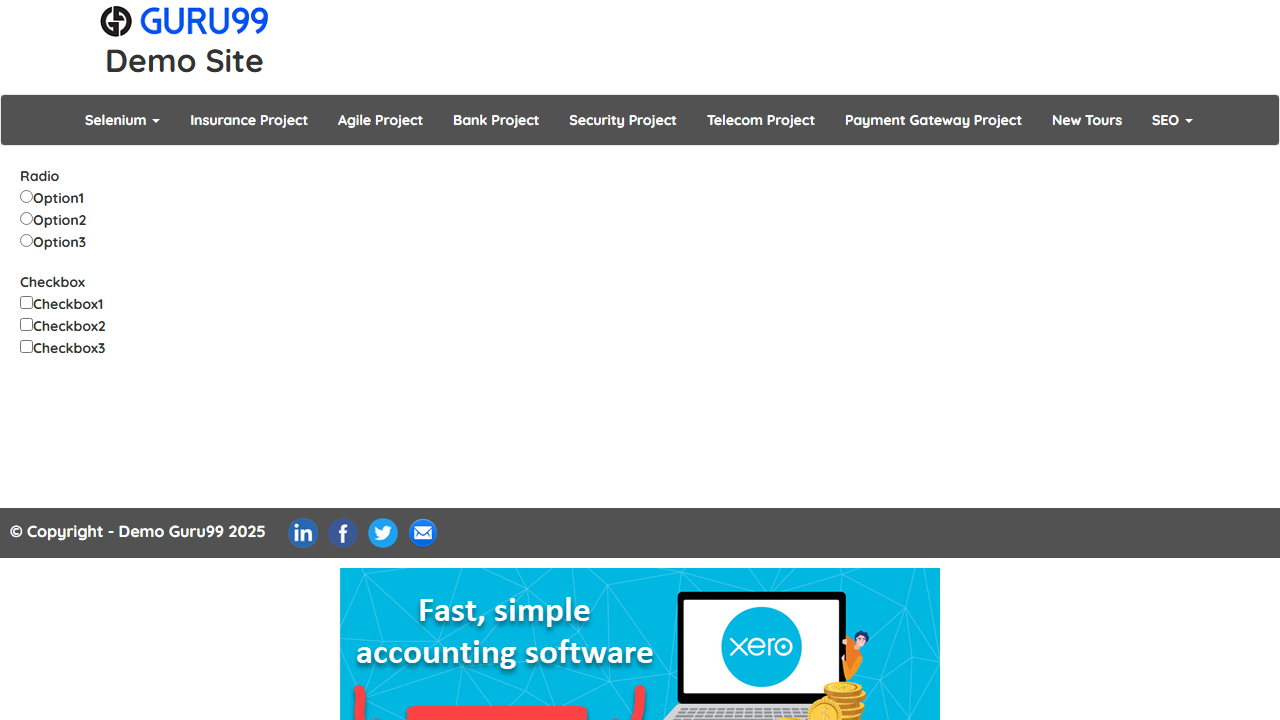 GURU99
Demo Site
Selenium Insurance Project Agile Project Bank Project Security Project Telecom Project Payment Gateway Project New Tours SEO
Radio
Option1
Option2
Option3
Checkbox
Checkbox1
Checkbox2
Checkbox3
© Copyright - Demo Guru99 2025
Fast, simple
accounting software
xero